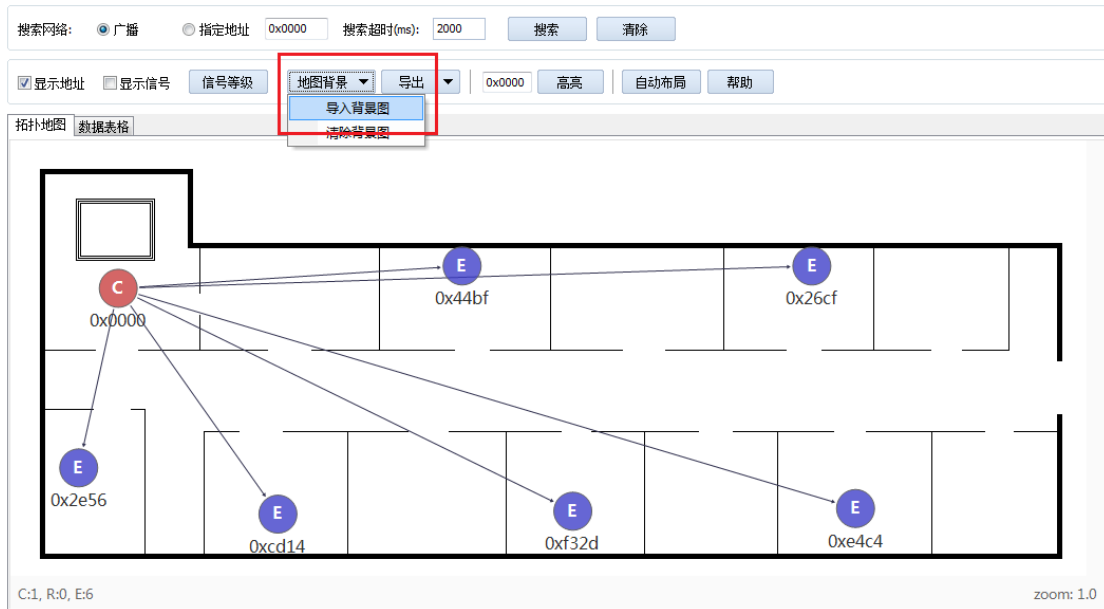 搜索网络: 广播 指定地址 0x0000 搜索超时(ms): 2000 搜索 清除
显示地址 显示信号 信号等级 地图背景 导出 0x0000 高亮 自动布局 帮助
导入背景图
清除背景图
拓扑地图 数据表格
E E
0x44bf 0x26cf
C
0x0000
E
0x2e56
E E E
0xcd14 0xf32d 0xe4c4
C:1, R:0, E:6 zoom: 1.0